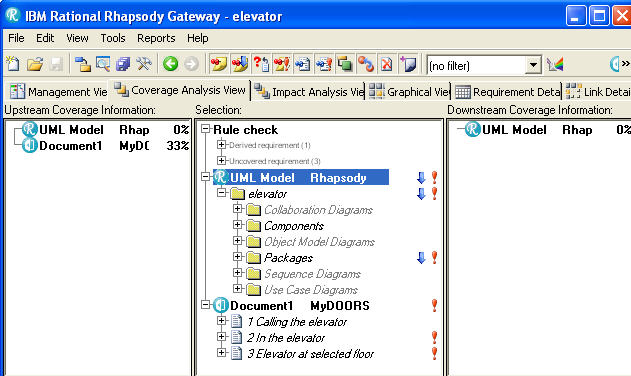 IBM Rational Rhapsody Gateway - elevator
File Edit View Tools Reports Help
(no filter)
Management Vie Coverage Analysis View Impact Analysis Vie Graphical Vie Requirement Deta Link Detail
Upstream Coverage Information: Selection: Downstream Coverage Information:
UML Model Rhap 0% Rule check UML Model Rhap 0%
Document1 MyDC 33% Derived requirement (1)
Uncovered requirement (3)
UML Model Rhapsody
elevator
Collaboration Diagrams
Components
Object Model Diagrams
Packages
Sequence Diagrams
Use Case Diagrams
Document1 MyDOORS
1 Calling the elevator
2 In the elevator
3 Elevator at selected floor